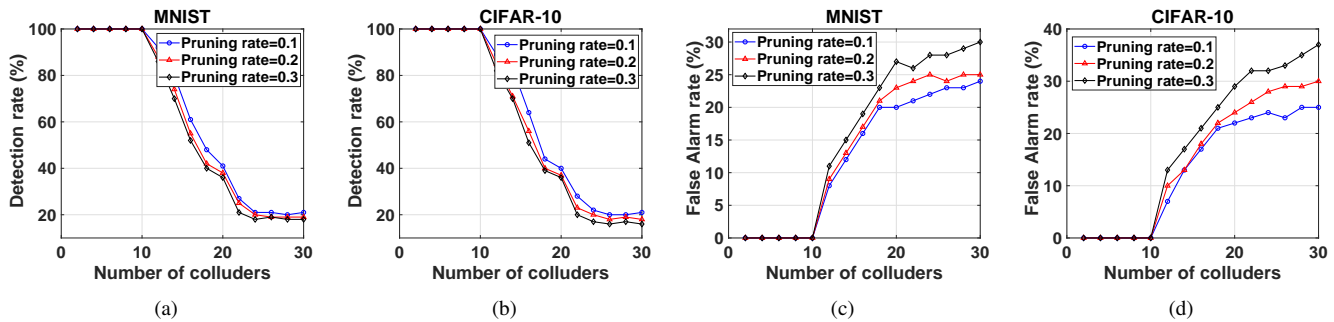 MNIST
100
80
60
40
20
Detection rate (%)
Pruning rate=0.1
Pruning rate=0.2
Pruning rate=0.3
0 10 20 30
Number of colluders
(a)
CIFAR-10
100
80
60
40
20
Detection rate (%)
Pruning rate=0.1
Pruning rate=0.2
Pruning rate=0.3
0 10 20 30
Number of colluders
(b)
MNIST
30
25
20
15
10
5
0
False Alarm rate (%)
Pruning rate=0.1
Pruning rate=0.2
Pruning rate=0.3
0 10 20 30
Number of colluders
(c)
CIFAR-10
40
30
20
10
0
False Alarm rate (%)
Pruning rate=0.1
Pruning rate=0.2
Pruning rate=0.3
0 10 20 30
Number of colluders
(d)